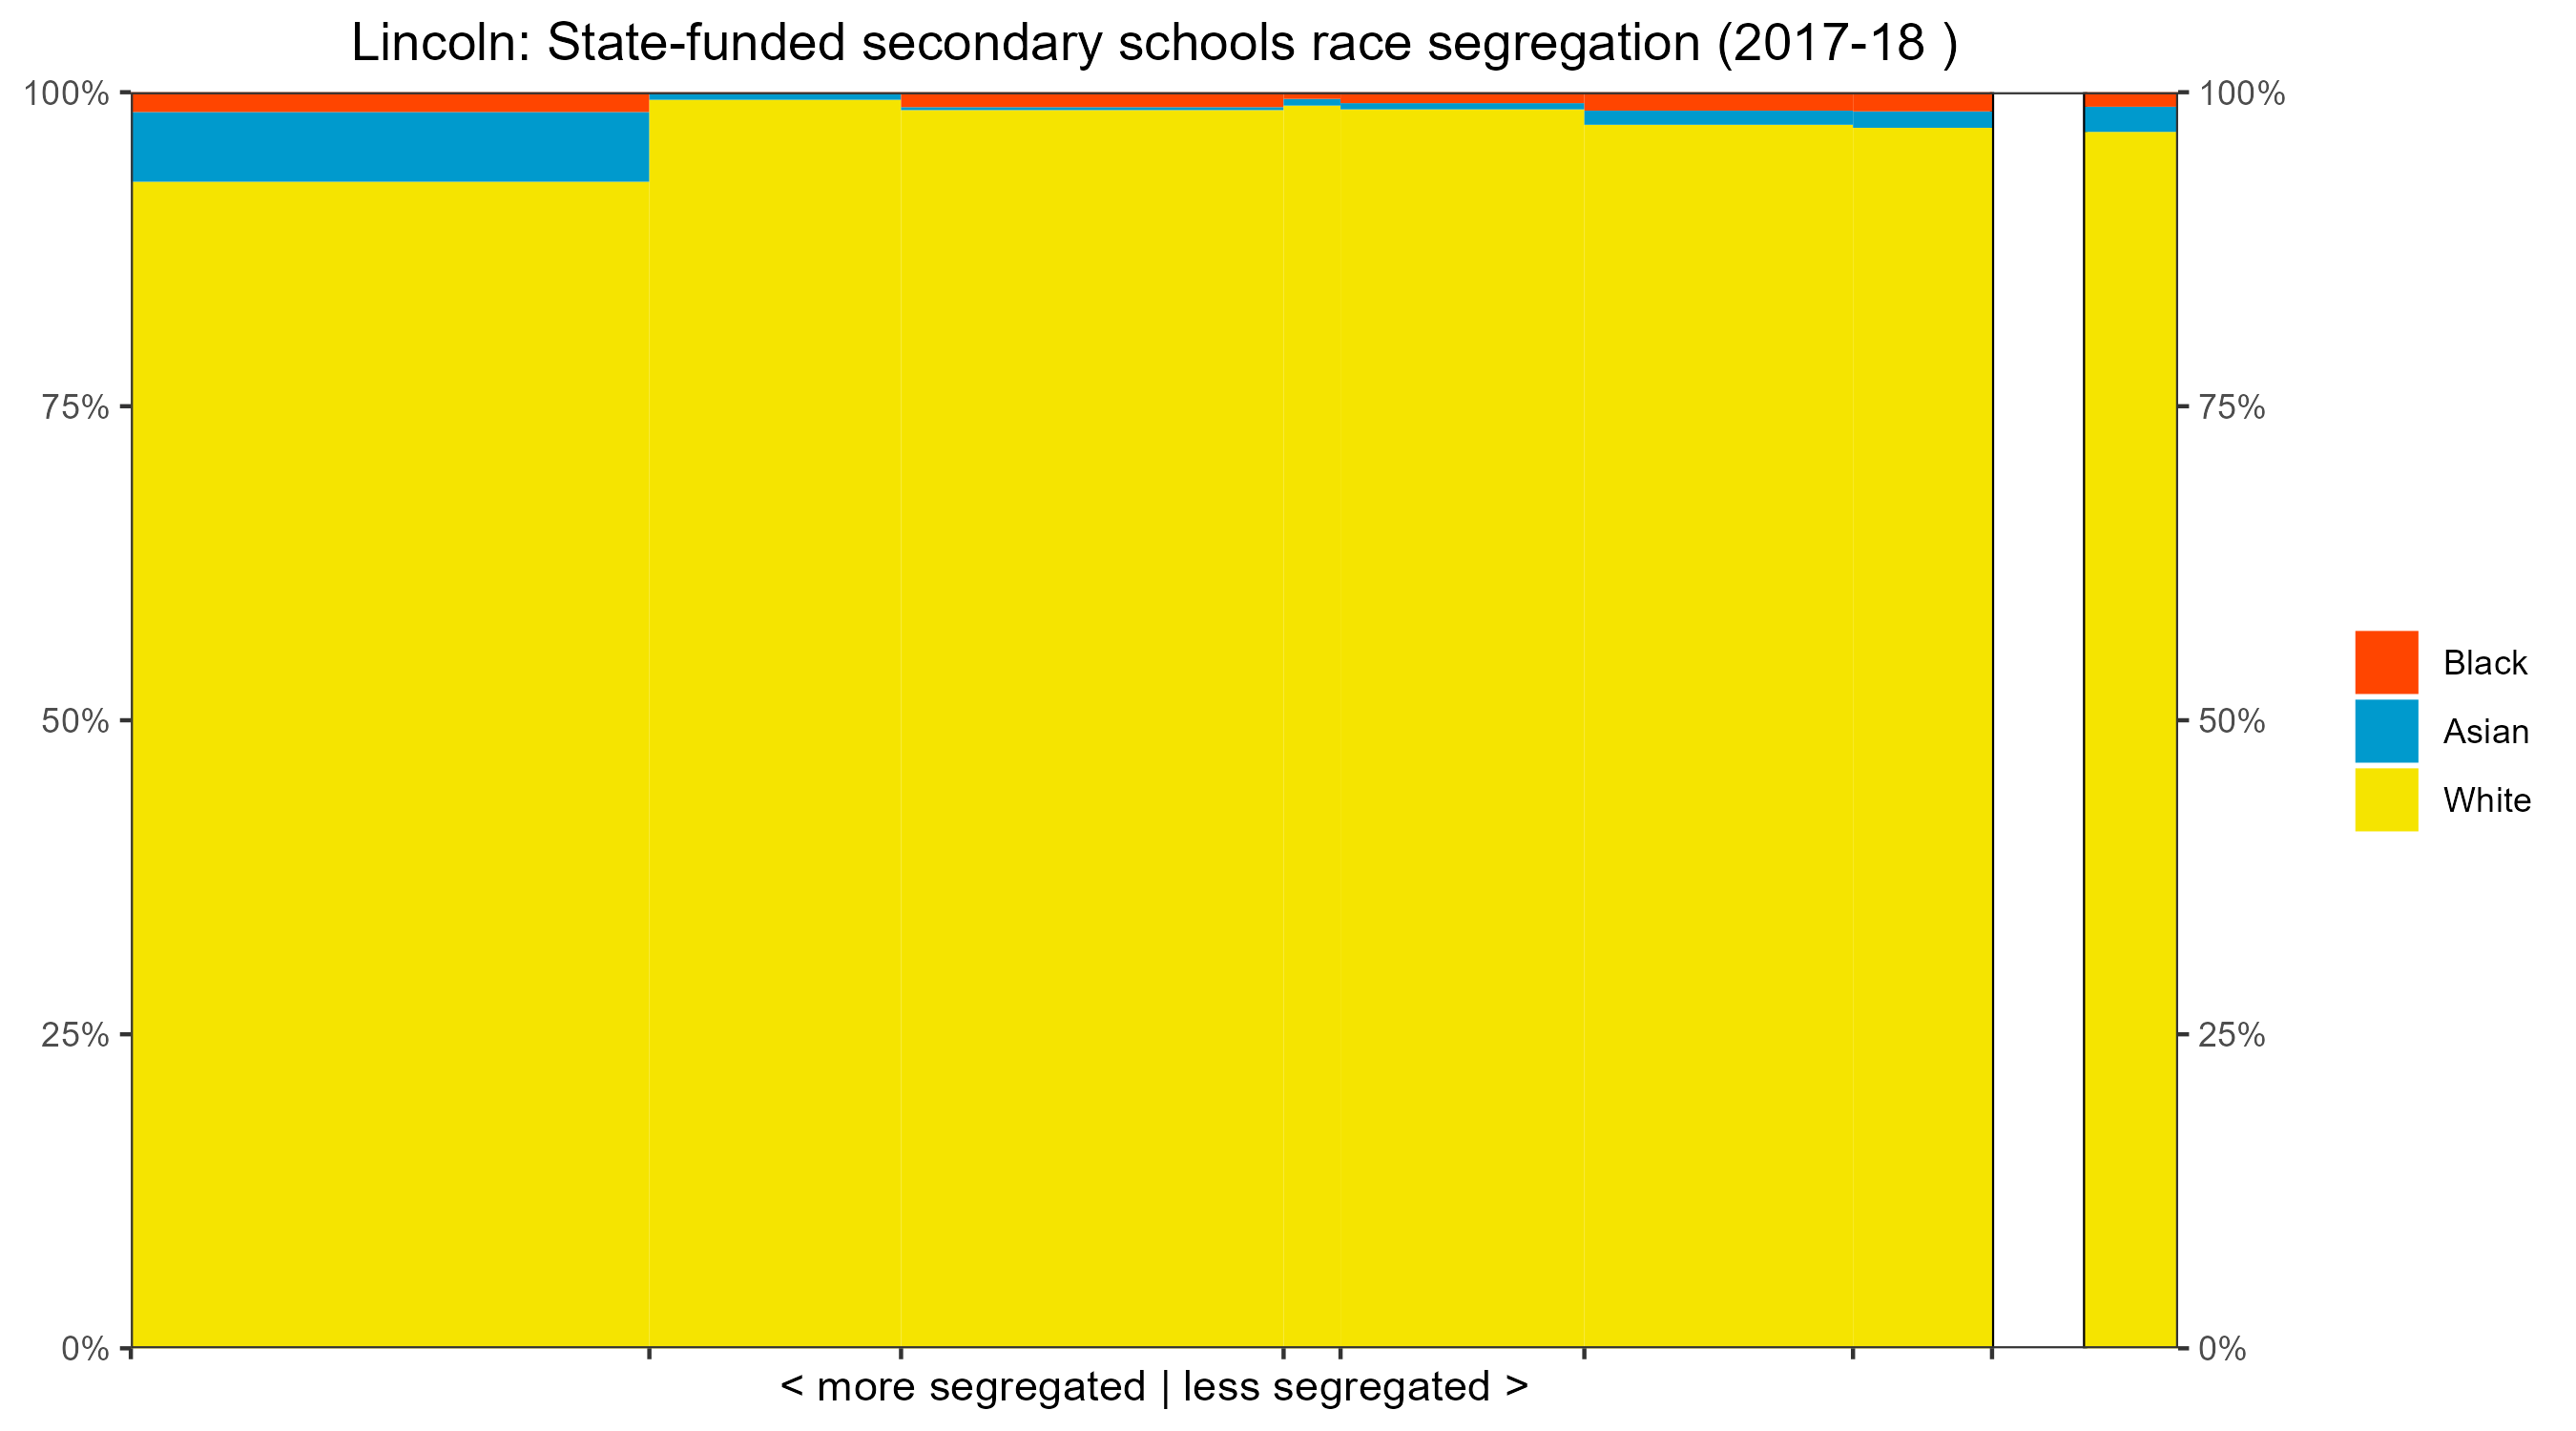 Lincoln: State-funded secondary schools race segregation (2017-18 )
100%
75%
50%
25%
0%
100%
75%
50%
25%
0%
< more segregated | less segregated >
Black
Asian
White